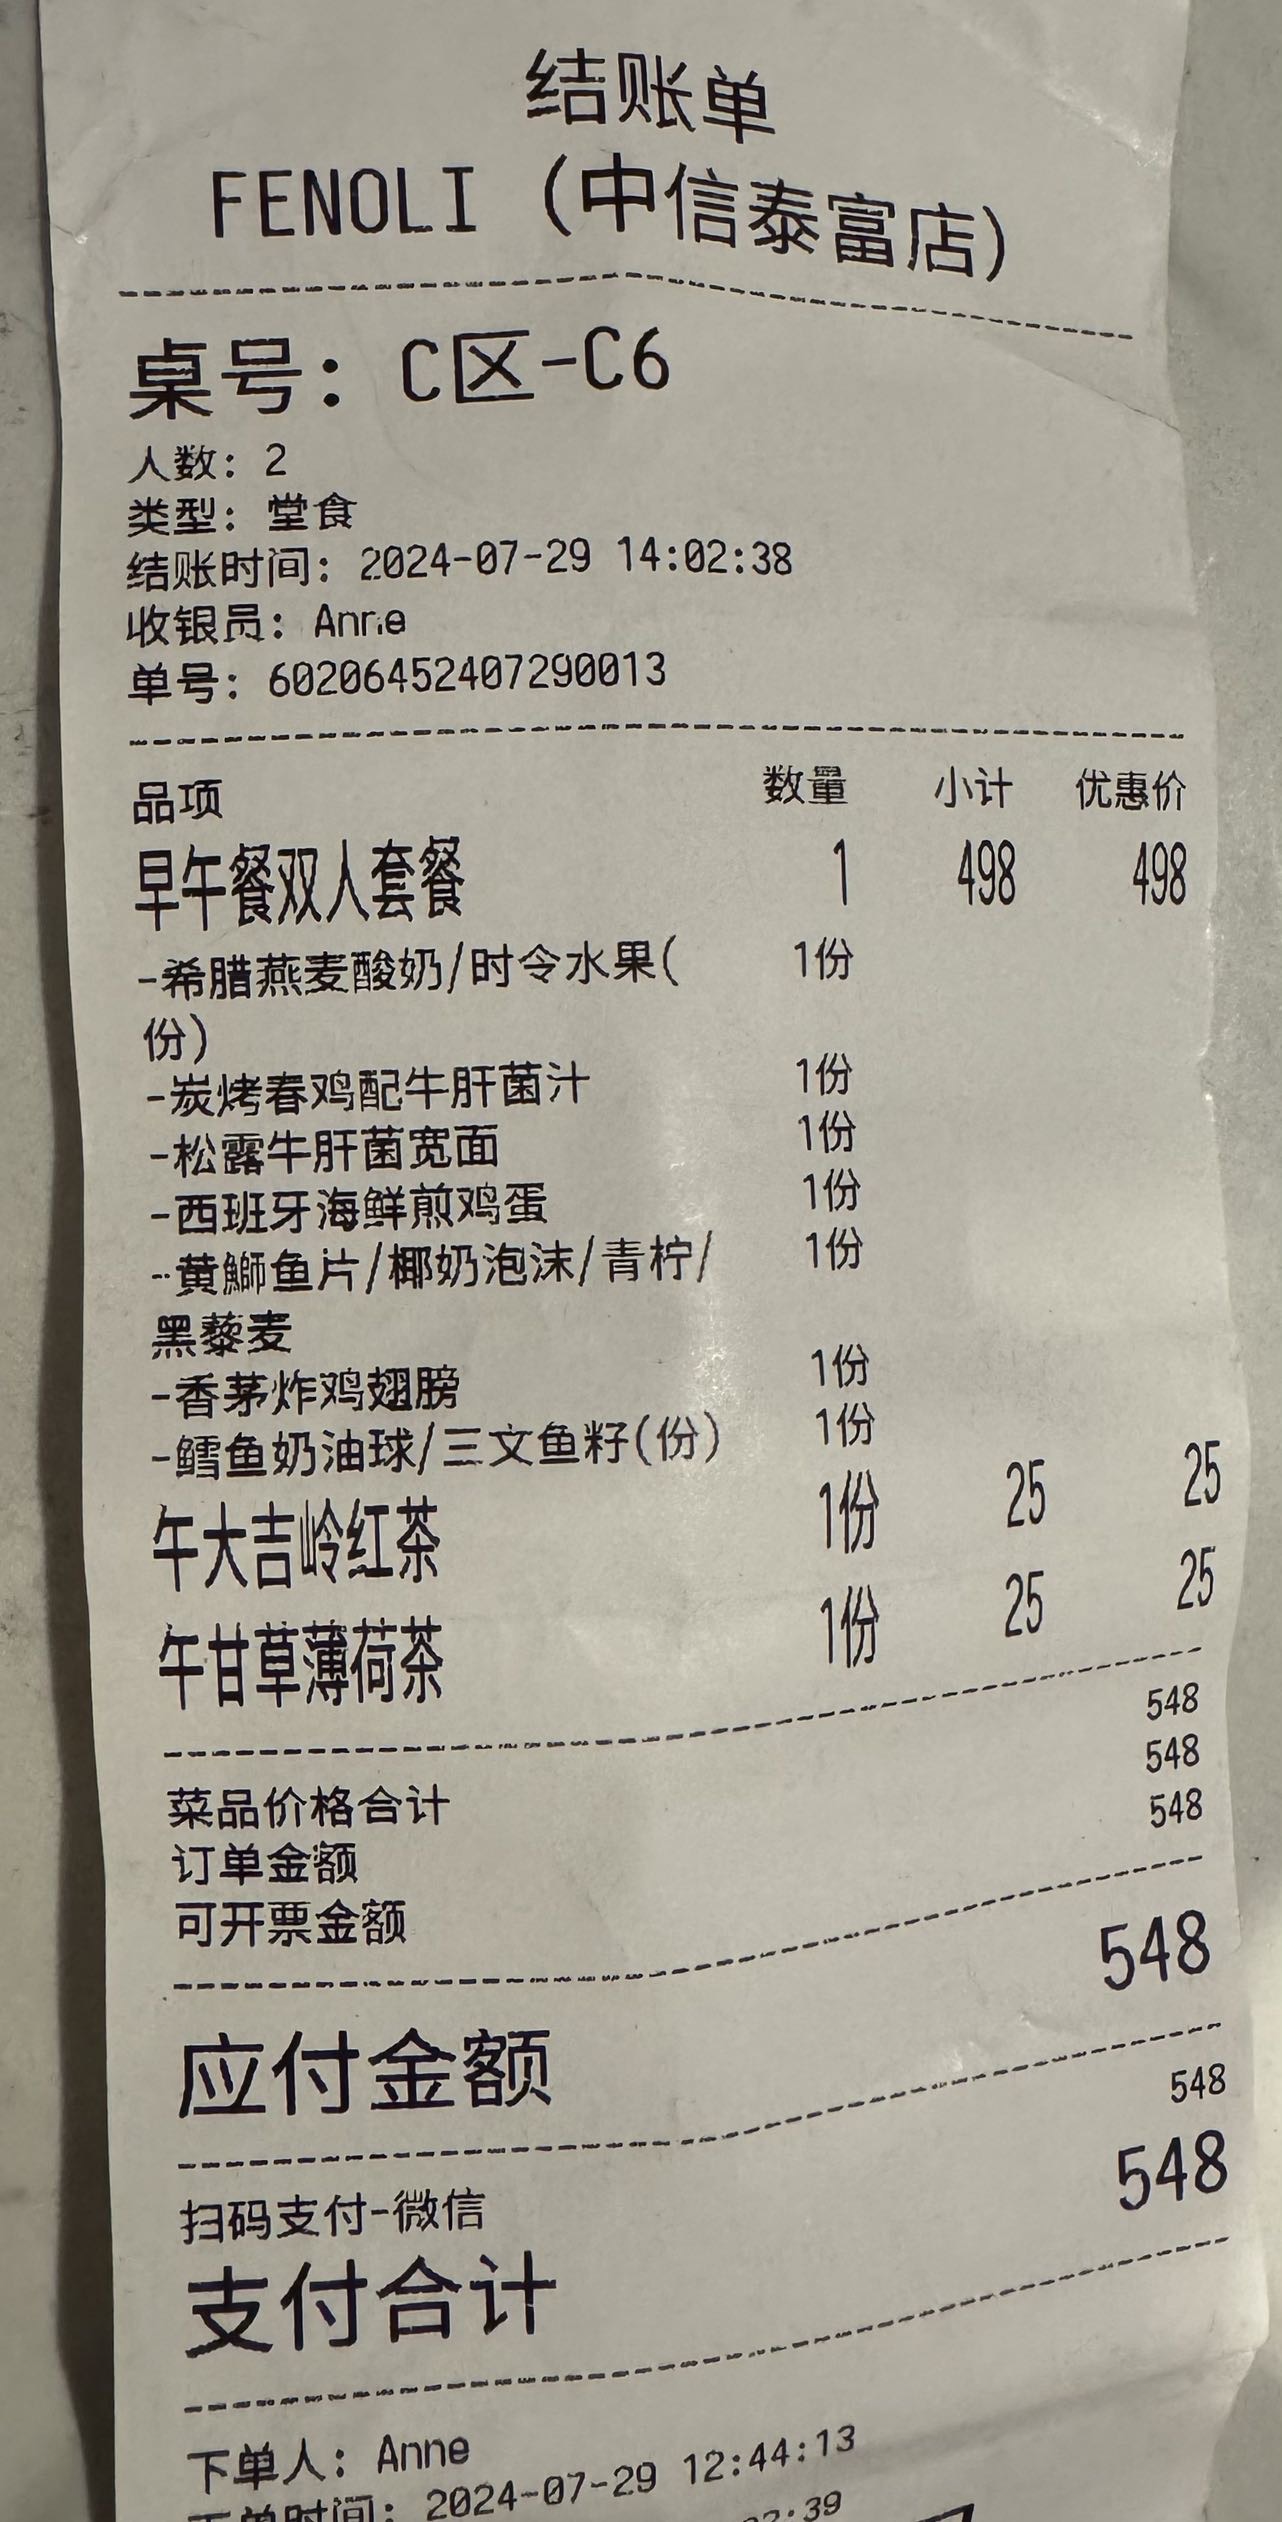 结账单
FENOLI (中信泰富店)
桌号: C区-C6
人数: 2
类型: 堂食
结账时间: 2024-07-29 14:02:38
收银员: Anne
单号: 60206452407290013
品项 数量 小计 优惠价
早午餐双人套餐 1 498 498
-希腊燕麦酸奶/时令水果( 1份
份)
-炭烤春鸡配牛肝菌汁 1份
-松露牛肝菌宽面 1份
-西班牙海鲜煎鸡蛋 1份
-黄鰤鱼片/椰奶泡沫/青柠/ 1份
黑藜麦
-香茅炸鸡翅膀 1份
-鳕鱼奶油球/三文鱼籽(份) 1份
午大吉岭红茶 1份 25 25
午甘草薄荷茶 1份 25 25
菜品价格合计 548
订单金额 548
可开票金额 548
应付金额 548
扫码支付-微信 548
支付合计 548
下单人: Anne
下单时间: 2024-07-29 12:44:13
:39